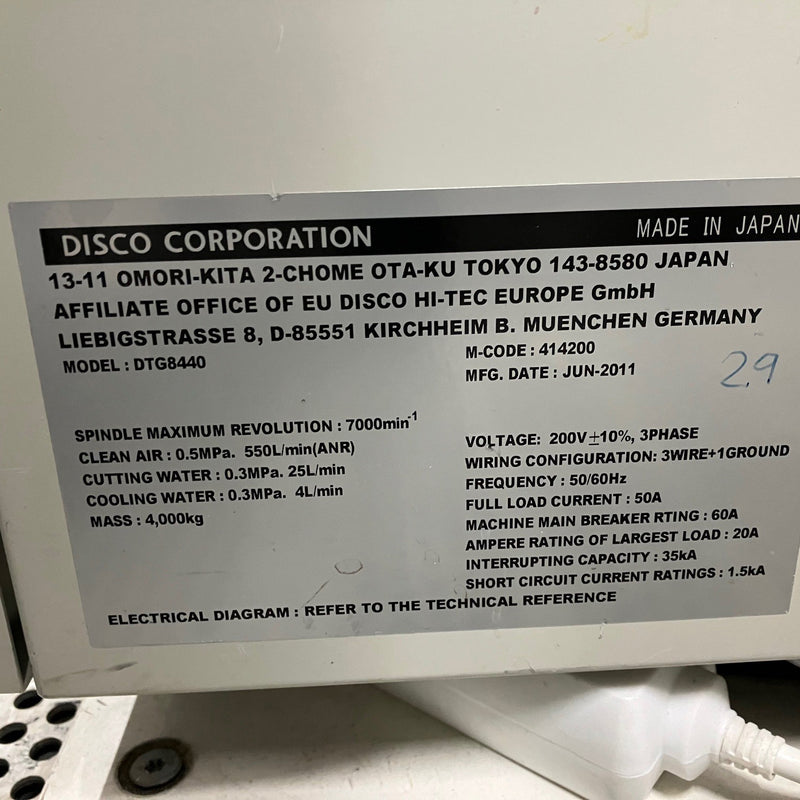 DISCO CORPORATION MADE IN JAPAN
13-11 OMORI-KITA 2-CHOME OTA-KU TOKYO 143-8580 JAPAN
AFFILIATE OFFICE OF EU DISCO HI-TEC EUROPE GmbH
LIEBIGSTRASSE 8, D-85551 KIRCHHEIM B. MUENCHEN GERMANY
MODEL : DTG8440
M-CODE : 414200
MFG. DATE : JUN-2011
29
SPINDLE MAXIMUM REVOLUTION : 7000min⁻¹
CLEAN AIR : 0.5MPa. 550L/min(ANR)
CUTTING WATER : 0.3MPa. 25L/min
COOLING WATER : 0.3MPa. 4L/min
MASS : 4,000kg
VOLTAGE: 200V±10%, 3PHASE
WIRING CONFIGURATION: 3WIRE+1GROUND
FREQUENCY : 50/60Hz
FULL LOAD CURRENT : 50A
MACHINE MAIN BREAKER RTING : 60A
AMPERE RATING OF LARGEST LOAD : 20A
INTERRUPTING CAPACITY : 35kA
SHORT CIRCUIT CURRENT RATINGS : 1.5kA
ELECTRICAL DIAGRAM : REFER TO THE TECHNICAL REFERENCE